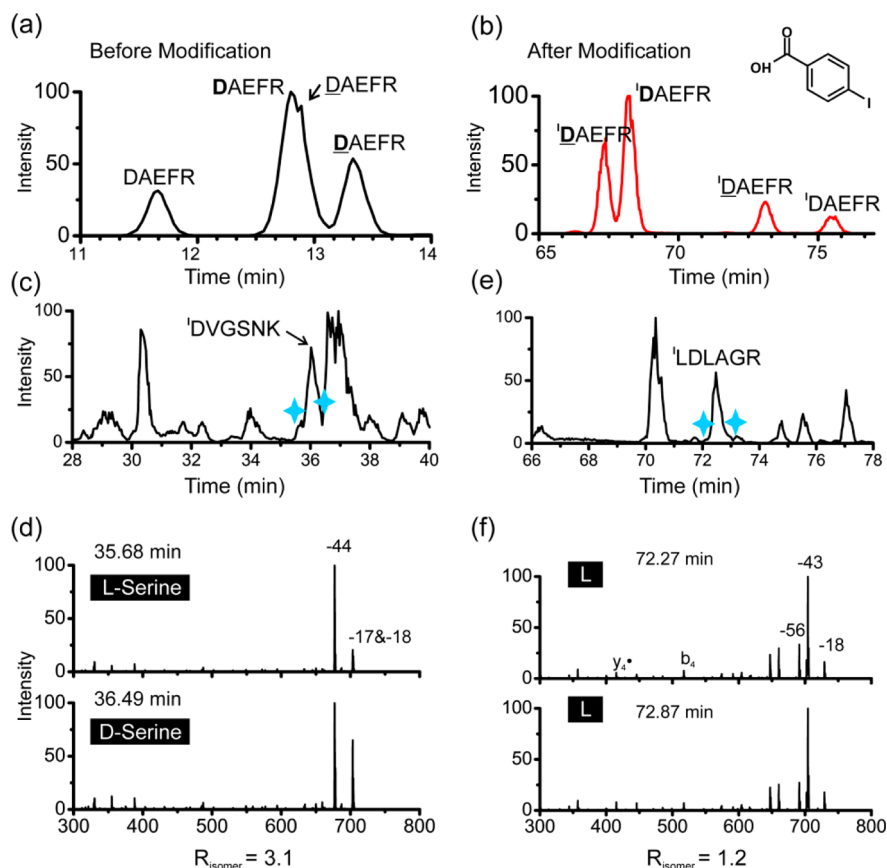 (a)
Before Modification
DAEFR
DAEFR
DAEFR
DAEFR
Intensity
100
50
0
11
12
13
14
Time (min)
(b)
After Modification
O
OH
I
ᴵDAEFR
ᴵDAEFR
ᴵDAEFR
ᴵDAEFR
Intensity
100
50
0
65
70
75
Time (min)
(c)
ᴵDVGSNK
Intensity
100
50
0
28
30
32
34
36
38
40
Time (min)
(e)
ᴵLDLAGR
Intensity
100
50
0
66
68
70
72
74
76
78
Time (min)
(d)
35.68 min
-44
L-Serine
-17&-18
100
50
0
Intensity
36.49 min
D-Serine
100
50
0
300
400
500
600
700
800
R_isomer = 3.1
(f)
72.27 min
-43
L
-56
-18
y₄•
b₄
100
50
0
Intensity
72.87 min
L
100
50
0
300
400
500
600
700
800
R_isomer = 1.2